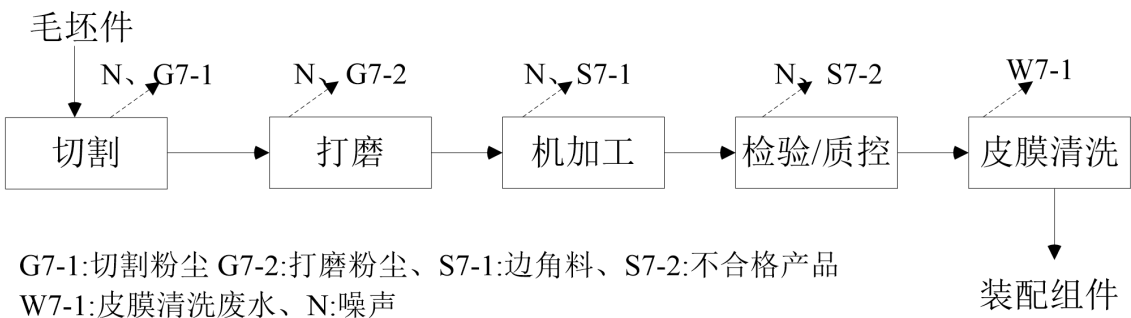 毛坯件
N、G7-1
N、G7-2
N、S7-1
N、S7-2
W7-1
切割
打磨
机加工
检验/质控
皮膜清洗
G7-1:切割粉尘 G7-2:打磨粉尘、S7-1:边角料、S7-2:不合格产品
W7-1:皮膜清洗废水、N:噪声
装配组件